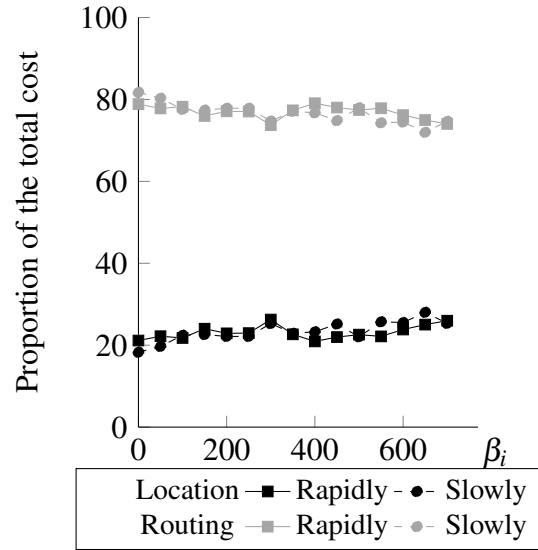 Proportion of the total cost
100
80
60
40
20
0
0 200 400 600 βi
Location Rapidly Slowly
Routing Rapidly Slowly